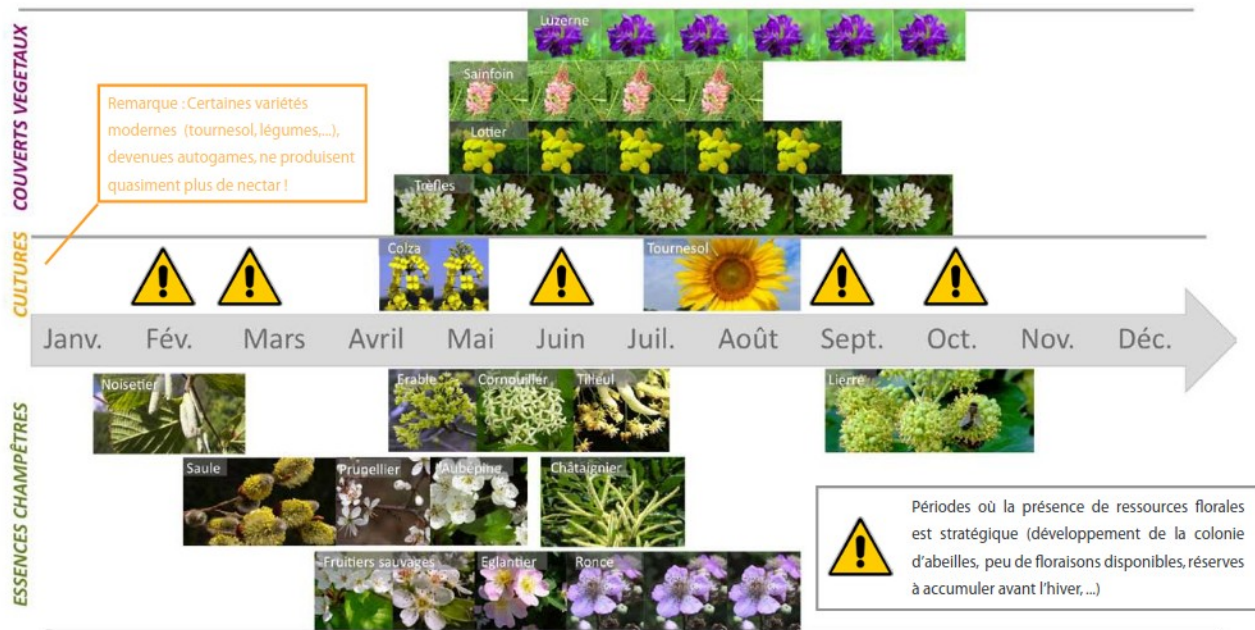 COUVERTS VEGETAUX
Luzerne
Sainfoin
Lotier
Trèfles
Remarque : Certaines variétés
modernes (tournesol, légumes,...),
devenues autogames, ne produisent
quasiment plus de nectar !
CULTURES
Colza
Tournesol
Janv. Fév. Mars Avril Mai Juin Juil. Août Sept. Oct. Nov. Déc.
ESSENCES CHAMPÊTRES
Noisetier
Erable
Cornouiller
Tilleul
Lierre
Saule
Prunellier
Aubépine
Châtaignier
Fruitiers sauvages
Eglantier
Ronce
Périodes où la présence de ressources florales
est stratégique (développement de la colonie
d'abeilles, peu de floraisons disponibles, réserves
à accumuler avant l'hiver, ...)